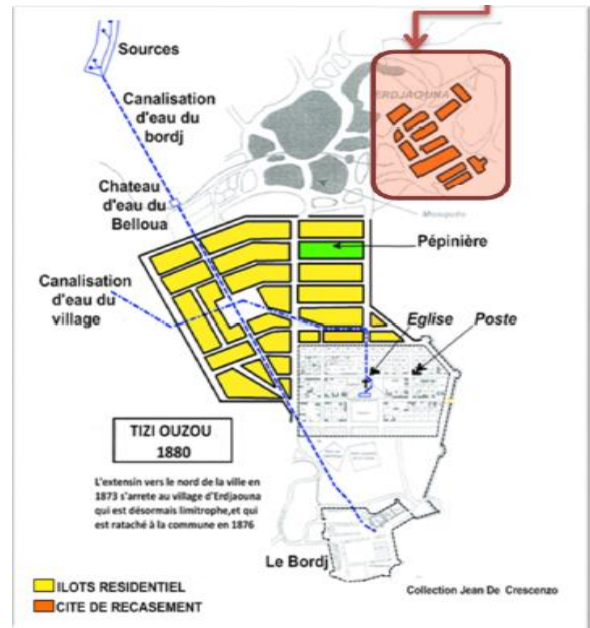 Sources
Canalisation
d'eau du
bordj
ERDJAOUNA
Chateau
d'eau du
Belloua
Mosquée
Pépinière
Canalisation
d'eau du
village
Eglise
Poste
TIZI OUZOU
1880
L'extensin vers le nord de la ville en
1873 s'arrete au village d'Erdjaouna
qui est désormais limitrophe,et qui
est rataché à la commune en 1876
Le Bordj
ILOTS RESIDENTIEL
CITE DE RECASEMENT
Collection Jean De Crescenzo